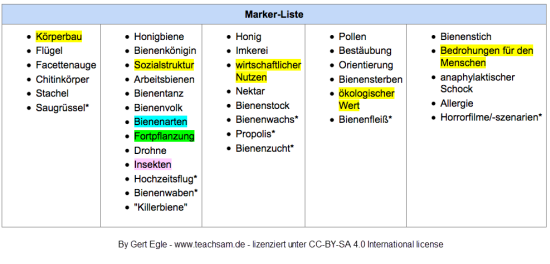 Marker-Liste
• Körperbau
• Flügel
• Facettenauge
• Chitinkörper
• Stachel
• Saugrüssel*
• Honigbiene
• Bienenkönigin
• Sozialstruktur
• Arbeitsbienen
• Bienentanz
• Bienenvolk
• Bienenarten
• Fortpflanzung
• Drohne
• Insekten
• Hochzeitsflug*
• Bienenwaben*
• "Killerbiene"
• Honig
• Imkerei
• wirtschaftlicher
Nutzen
• Nektar
• Bienenstock
• Bienenwachs*
• Propolis*
• Bienenzucht*
• Pollen
• Bestäubung
• Orientierung
• Bienensterben
• ökologischer
Wert
• Bienenfleiß*
• Bienenstich
• Bedrohungen für den
Menschen
• anaphylaktischer
Schock
• Allergie
• Horrorfilme/-szenarien*
By Gert Egle - www.teachsam.de - lizenziert unter CC-BY-SA 4.0 International license